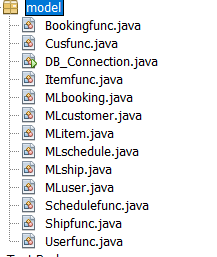 model
Bookingfunc.java
Cusfunc.java
DB_Connection.java
Itemfunc.java
MLbooking.java
MLcustomer.java
MLitem.java
MLschedule.java
MLship.java
MLuser.java
Schedulefunc.java
Shipfunc.java
Userfunc.java